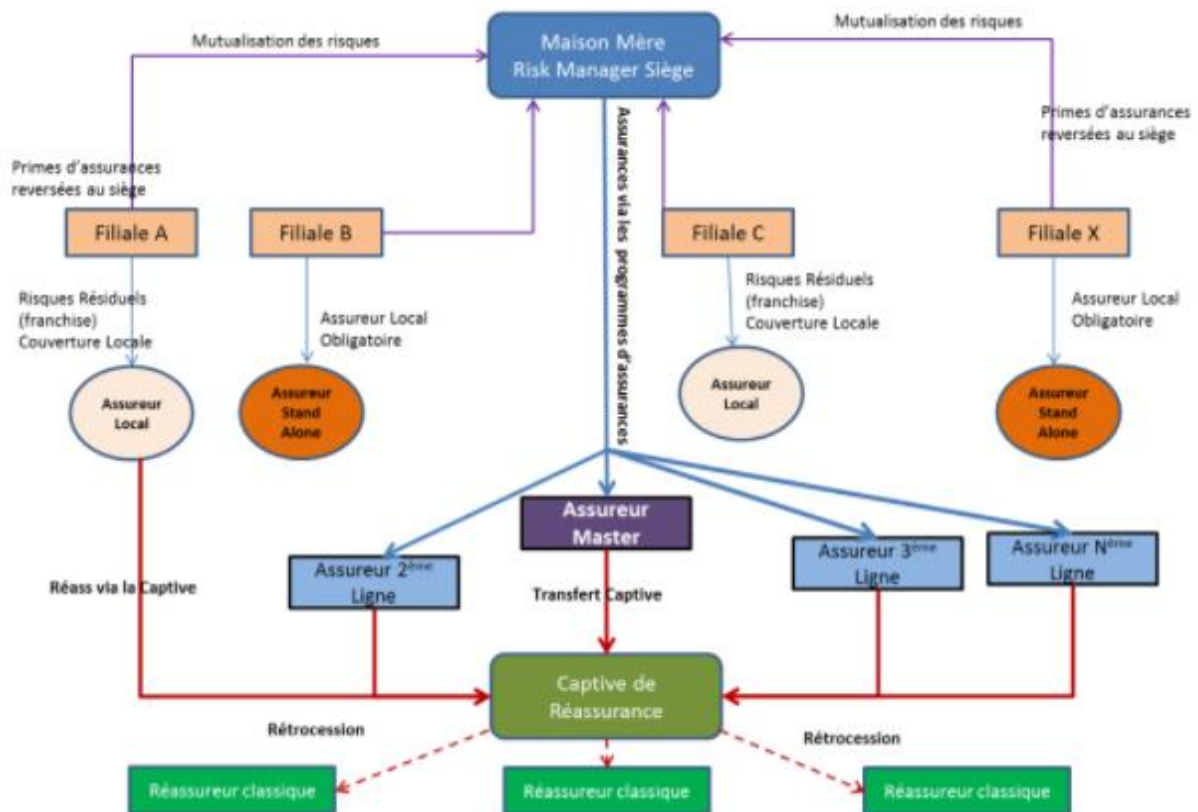 Mutualisation des risques
Maison Mère
Risk Manager Siège
Mutualisation des risques
Primes d'assurances
reversées au siège
Primes d'assurances
reversées au siège
Assurances via les programmes d'assurances
Filiale A
Filiale B
Filiale C
Filiale X
Risques Résiduels
(franchise)
Couverture Locale
Assureur Local
Obligatoire
Risques Résiduels
(franchise)
Couverture Locale
Assureur Local
Obligatoire
Assureur
Local
Assureur
Stand
Alone
Assureur
Local
Assureur
Stand
Alone
Assureur
Master
Assureur 2ème
Ligne
Assureur 3ème
Ligne
Assureur Nème
Ligne
Réass via la Captive
Transfert Captive
Captive de
Réassurance
Rétrocession
Rétrocession
Réassureur classique
Réassureur classique
Réassureur classique